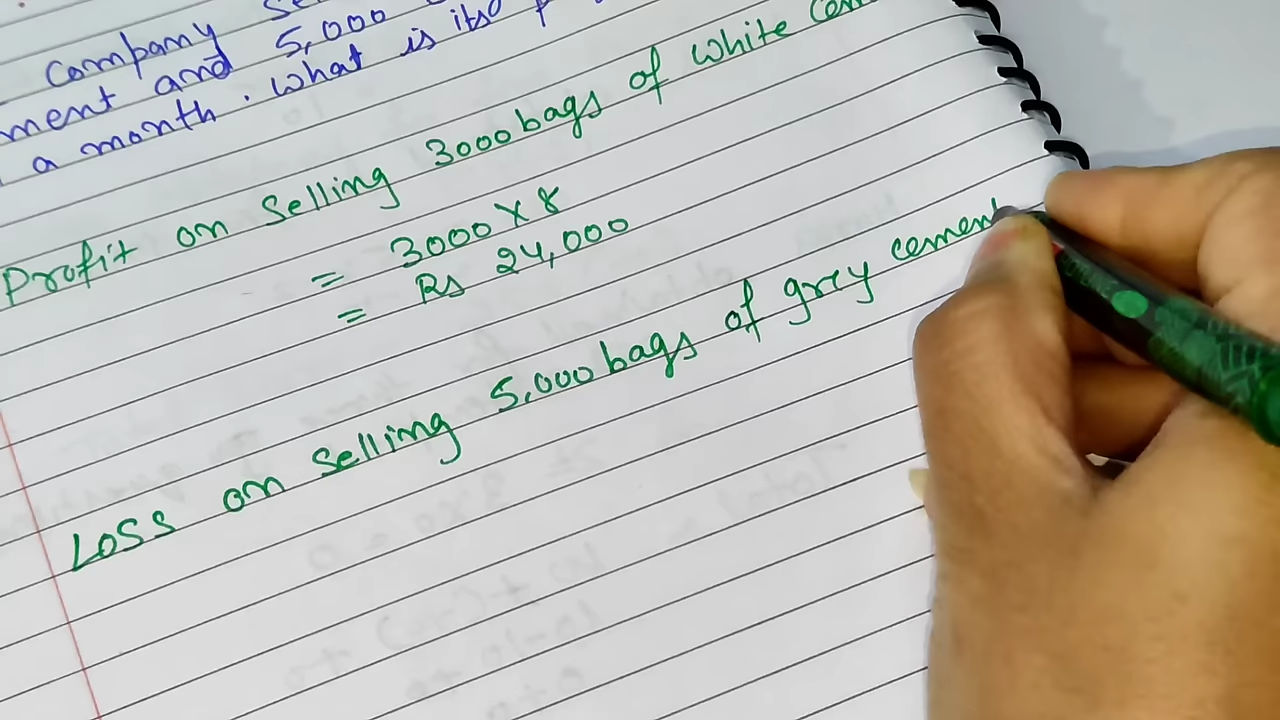 Company
ment and 5,000
a month. What is its
Profit on selling 3000 bags of white
= 3000 × 8
= Rs 24,000
Loss on selling 5,000 bags of grey cement